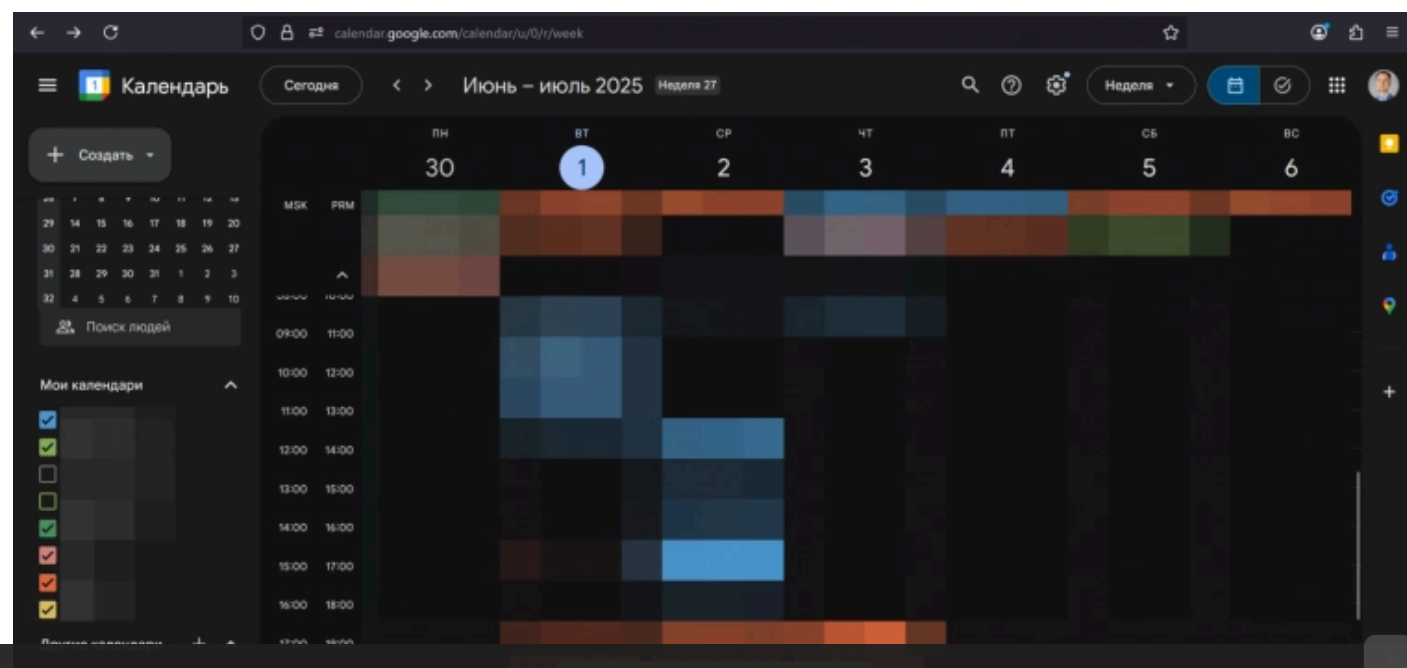 calendar.google.com/calendar/u/0/r/week
1 Календарь Сегодня Июнь – июль 2025 Неделя 27 Неделя
Создать
ПН ВТ СР ЧТ ПТ СБ ВС
30 1 2 3 4 5 6
MSK PRM
29 14 15 16 17 18 19 20
30 21 22 23 24 25 26 27
31 28 29 30 31 1 2 3
32 4 5 6 7 8 9 10
Поиск людей
Мои календари
09:00 11:00
10:00 12:00
11:00 13:00
12:00 14:00
13:00 15:00
14:00 16:00
15:00 17:00
16:00 18:00